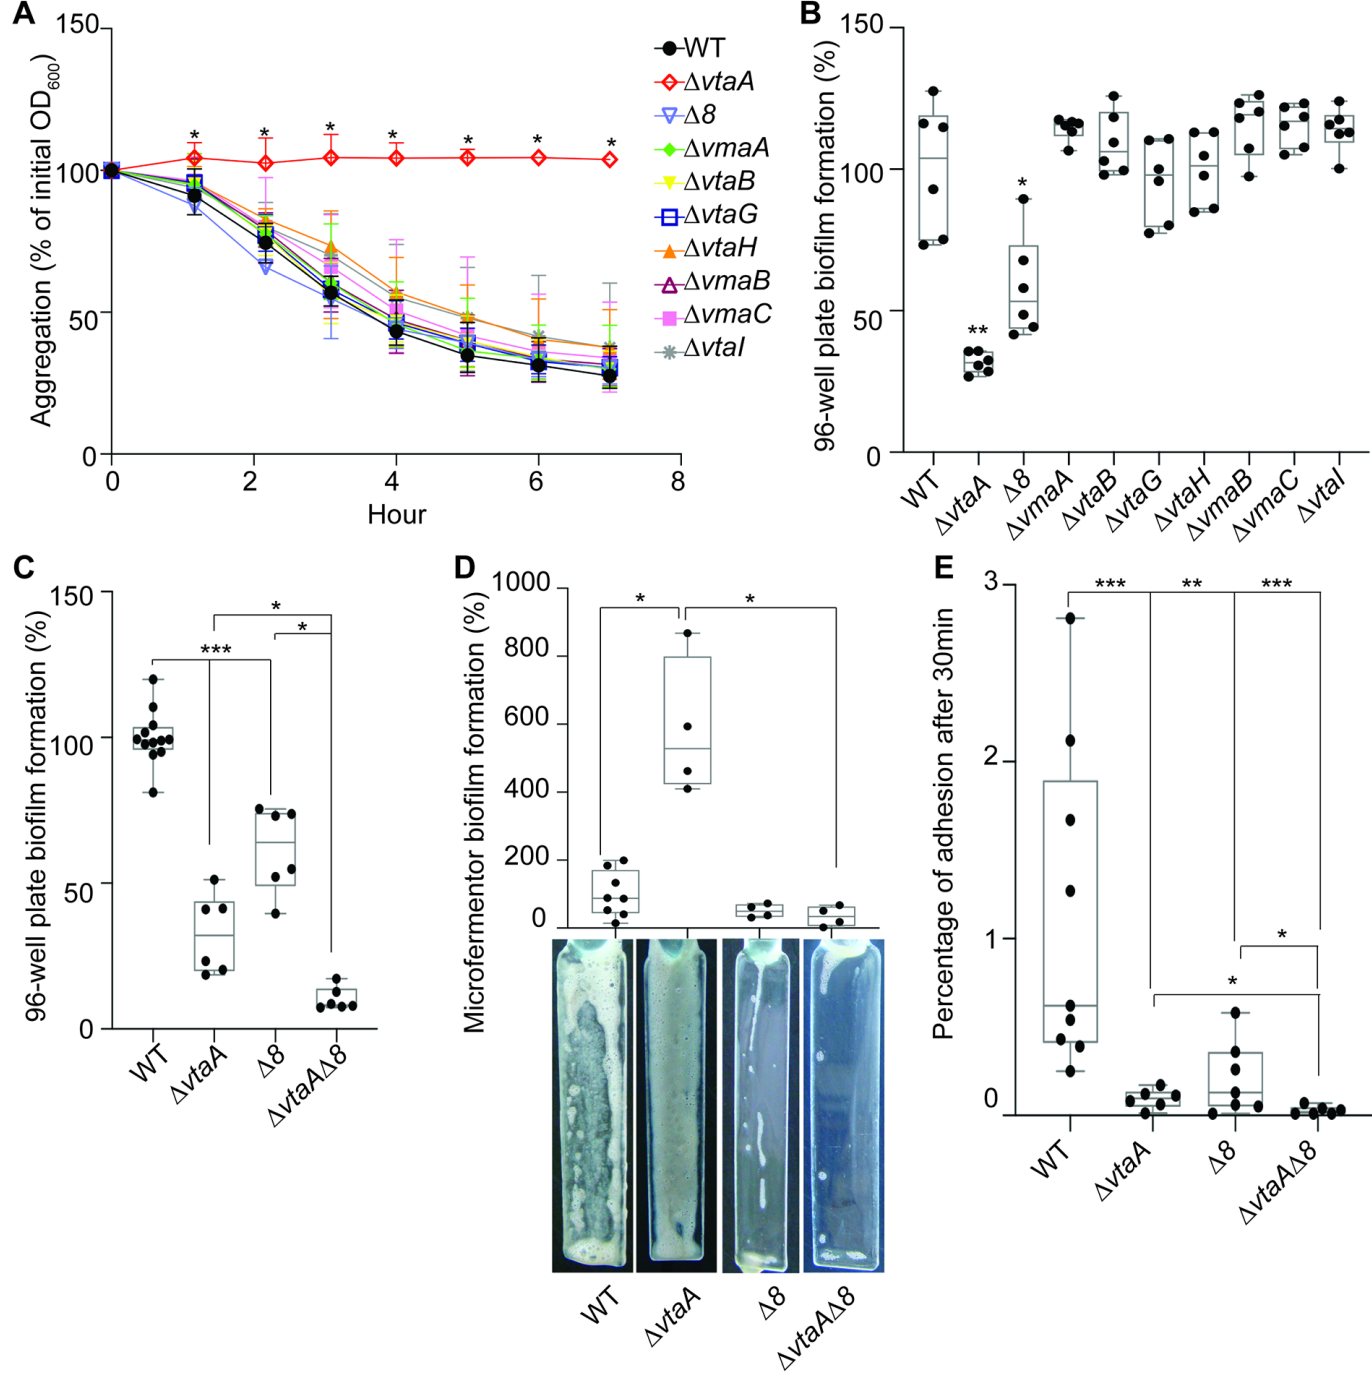 A
Aggregation (% of initial OD600)
150
100
50
0
0 2 4 6 8
Hour
* * * * * * *
WT
ΔvtaA
Δ8
ΔvmaA
ΔvtaB
ΔvtaG
ΔvtaH
ΔvmaB
ΔvmaC
ΔvtaI
B
96-well plate biofilm formation (%)
150
100
50
0
** *
WT ΔvtaA Δ8 ΔvmaA ΔvtaB ΔvtaG ΔvtaH ΔvmaB ΔvmaC ΔvtaI
C
96-well plate biofilm formation (%)
150
100
50
0
*
*
***
WT ΔvtaA Δ8 ΔvtaAΔ8
D
Microfermentor biofilm formation (%)
1000
800
600
400
200
0
* *
WT ΔvtaA Δ8 ΔvtaAΔ8
E
Percentage of adhesion after 30min
3
2
1
0
*** ** ***
*
*
WT ΔvtaA Δ8 ΔvtaAΔ8